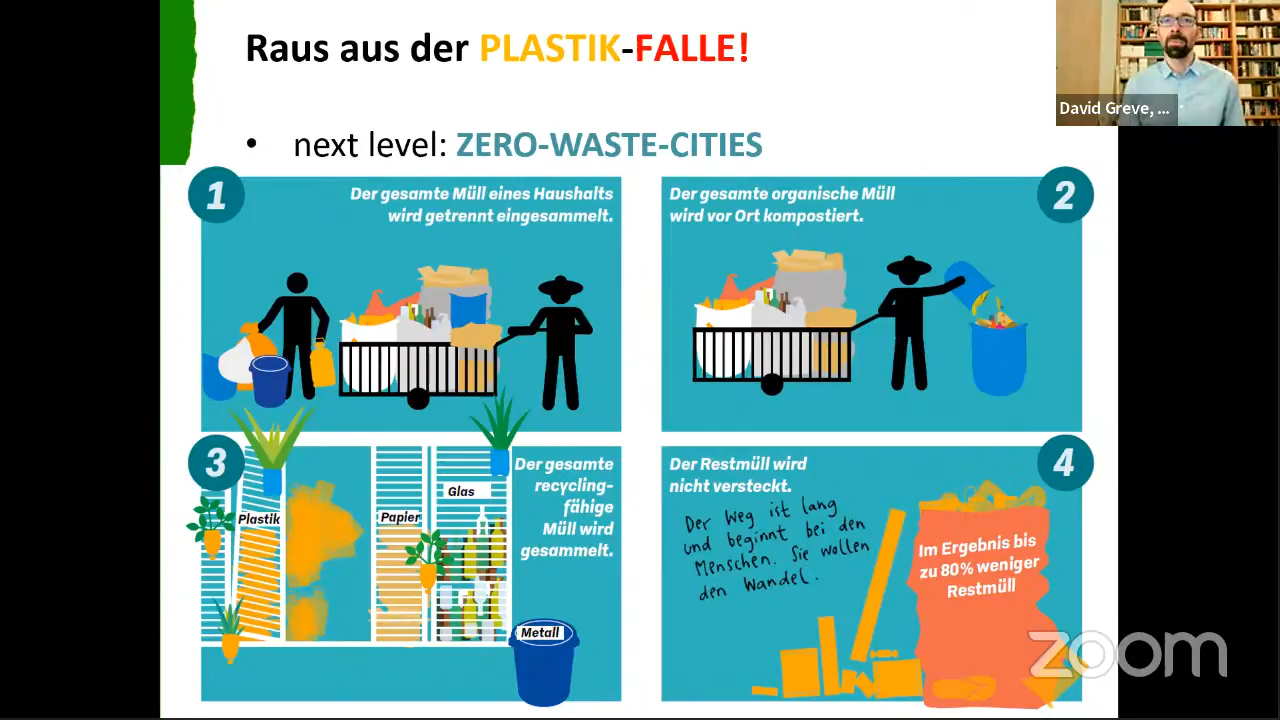 Raus aus der PLASTIK-FALLE!
David Greve, ...
• next level: ZERO-WASTE-CITIES
1
Der gesamte Müll eines Haushalts
wird getrennt eingesammelt.
2
Der gesamte organische Müll
wird vor Ort kompostiert.
3
Plastik
Papier
Glas
Der gesamte
recycling-
fähige
Müll wird
gesammelt.
Metall
4
Der Restmüll wird
nicht versteckt.
Der Weg ist lang
und beginnt bei den
Menschen. Sie wollen
den Wandel.
Im Ergebnis bis
zu 80% weniger
Restmüll
zoom